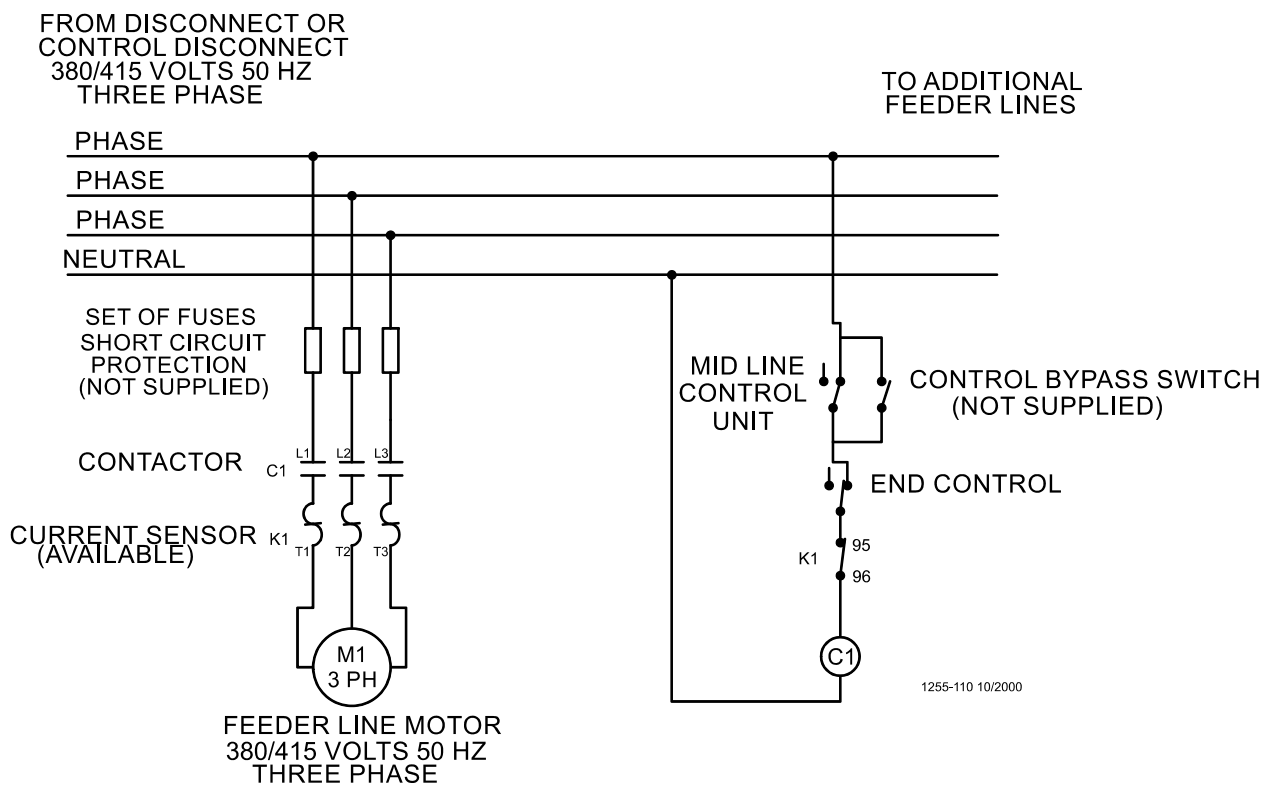 FROM DISCONNECT OR
CONTROL DISCONNECT
380/415 VOLTS 50 HZ
THREE PHASE
TO ADDITIONAL
FEEDER LINES
PHASE
PHASE
PHASE
NEUTRAL
SET OF FUSES
SHORT CIRCUIT
PROTECTION
(NOT SUPPLIED)
MID LINE
CONTROL
UNIT
CONTROL BYPASS SWITCH
(NOT SUPPLIED)
CONTACTOR
C1
L1
L2
L3
END CONTROL
CURRENT SENSOR
(AVAILABLE)
K1
T1
T2
T3
K1
95
96
M1
3 PH
C1
1255-110 10/2000
FEEDER LINE MOTOR
380/415 VOLTS 50 HZ
THREE PHASE